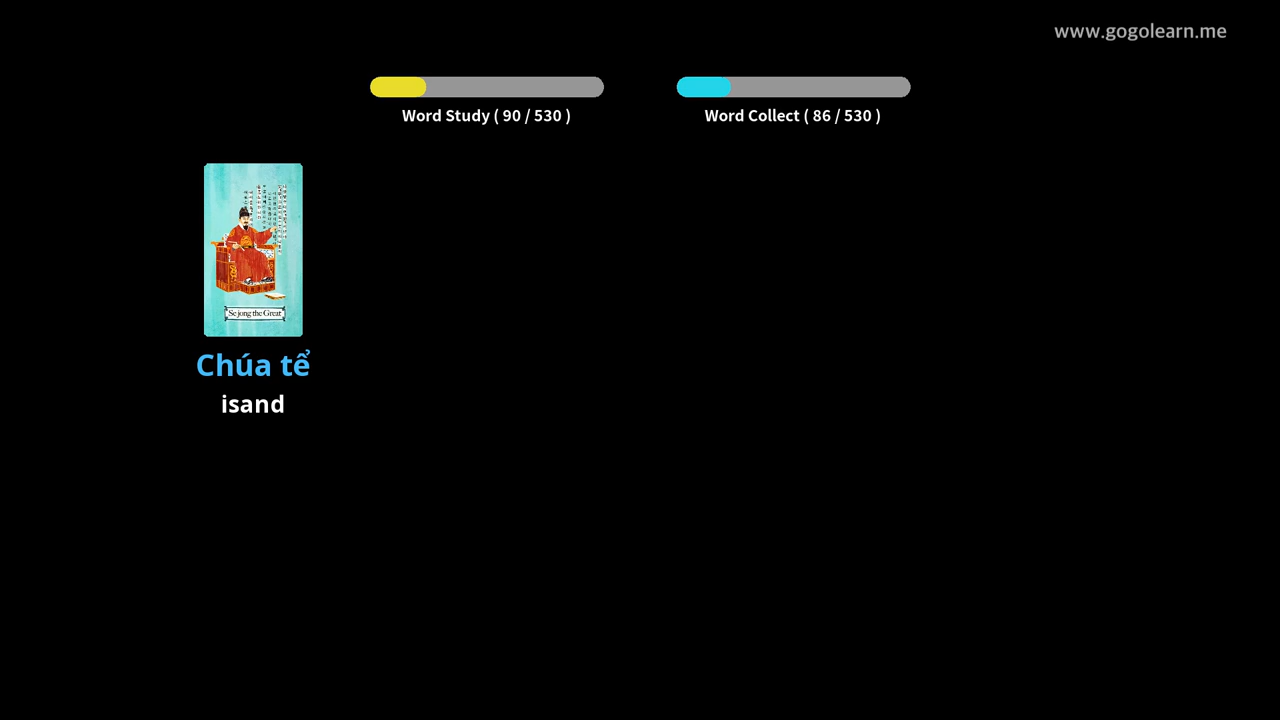 www.gogolearn.me
Word Study ( 90 / 530 )
Word Collect ( 86 / 530 )
Sejong the Great
Chúa tể
isand